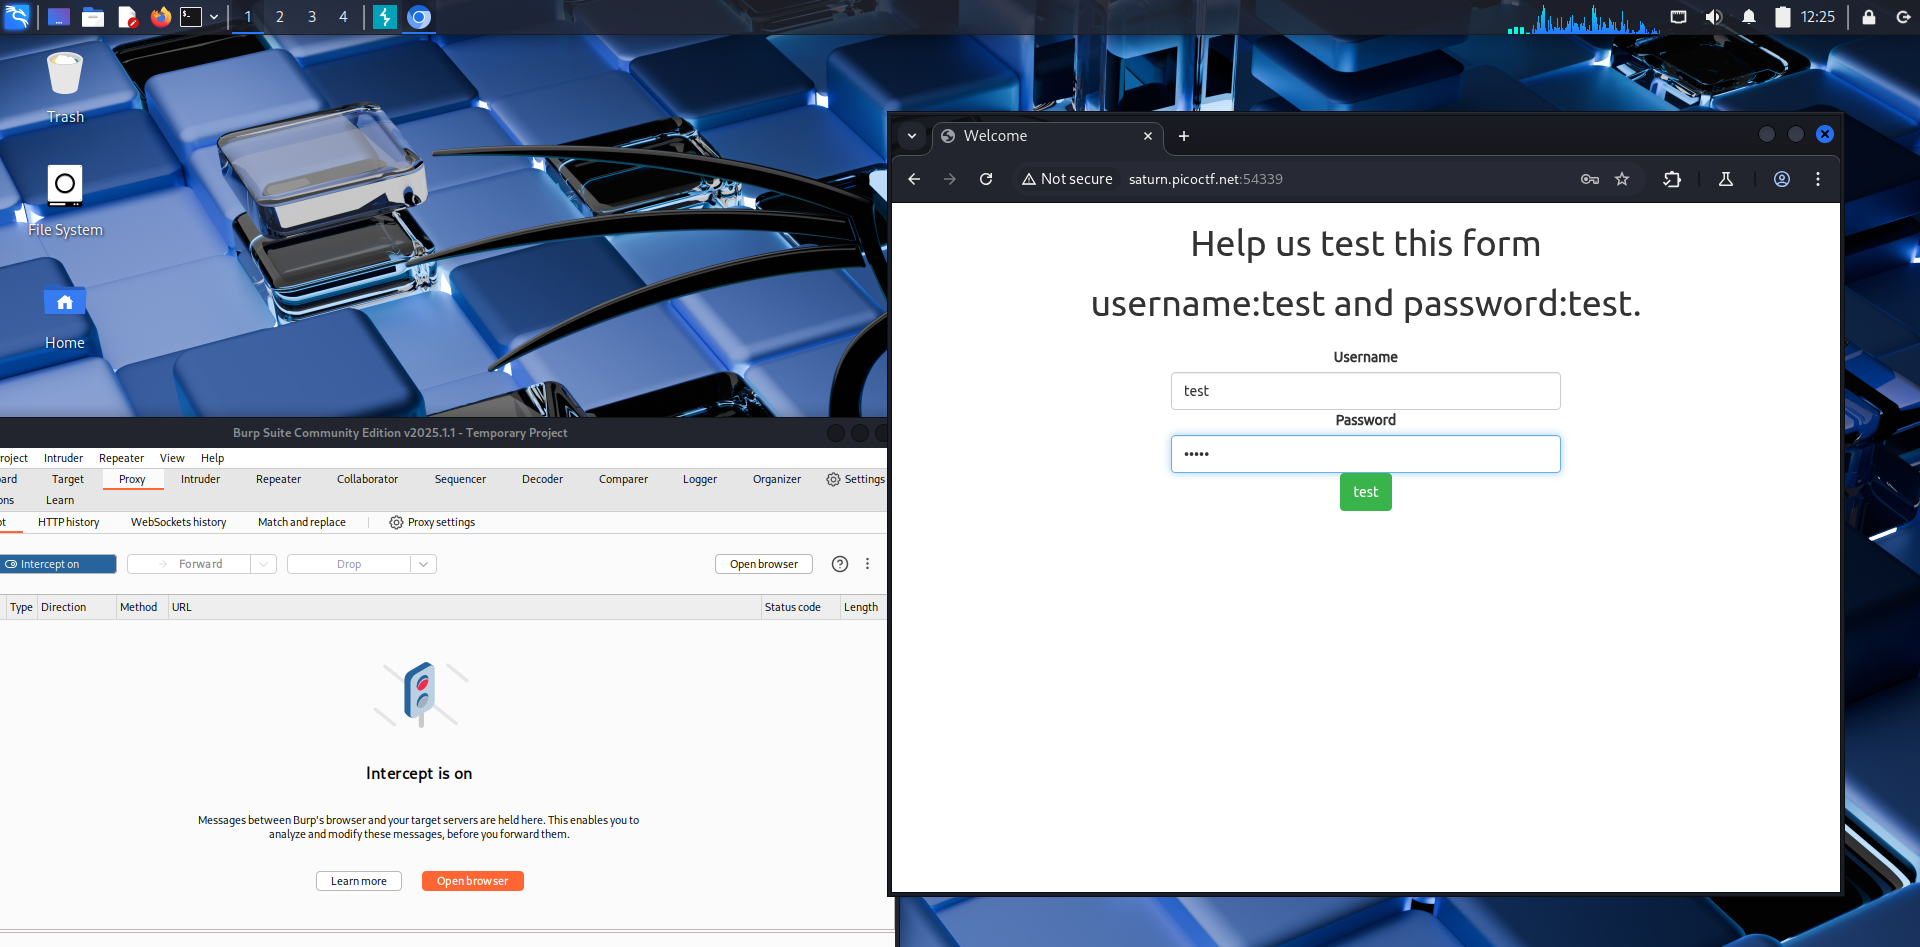 1 2 3 4
12:25
Trash
File System
Home
Burp Suite Community Edition v2025.1.1 - Temporary Project
roject Intruder Repeater View Help
ard Target Proxy Intruder Repeater Collaborator Sequencer Decoder Comparer Logger Organizer Settings
ons Learn
ot HTTP history WebSockets history Match and replace Proxy settings
Intercept on Forward Drop Open browser
Type Direction Method URL Status code Length
Intercept is on
Messages between Burp's browser and your target servers are held here. This enables you to
analyze and modify these messages, before you forward them.
Learn more Open browser
Welcome
Not secure saturn.picoctf.net:54339
Help us test this form
username:test and password:test.
Username
test
Password
•••••
test